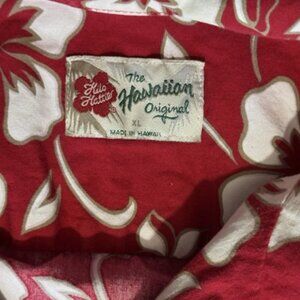 Hilo
Hattie
The
Hawaiian
Original
XL
MADE IN HAWAII